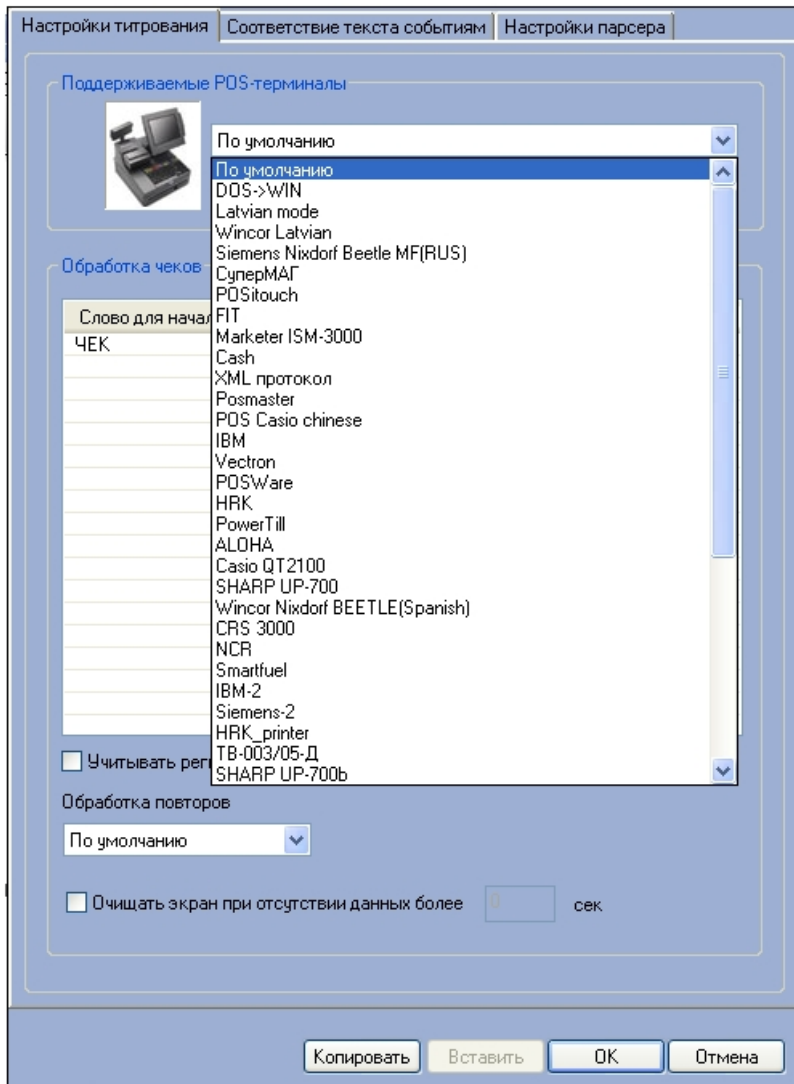 Настройки титрования Соответствие текста событиям Настройки парсера
Поддерживаемые POS-терминалы
По умолчанию
По умолчанию
DOS->WIN
Latvian mode
Wincor Latvian
Siemens Nixdorf Beetle MF(RUS)
СуперМАГ
POSitouch
FIT
Marketer ISM-3000
Cash
XML протокол
Posmaster
POS Casio chinese
IBM
Vectron
POSWare
HRK
PowerTill
ALOHA
Casio QT2100
SHARP UP-700
Wincor Nixdorf BEETLE(Spanish)
CRS 3000
NCR
Smartfuel
IBM-2
Siemens-2
HRK_printer
ТВ-003/05-Д
SHARP UP-700b
Обработка чеков
Слово для начал
ЧЕК
Учитывать рег
Обработка повторов
По умолчанию
Очищать экран при отсутствии данных более 0 сек
Копировать Вставить OK Отмена